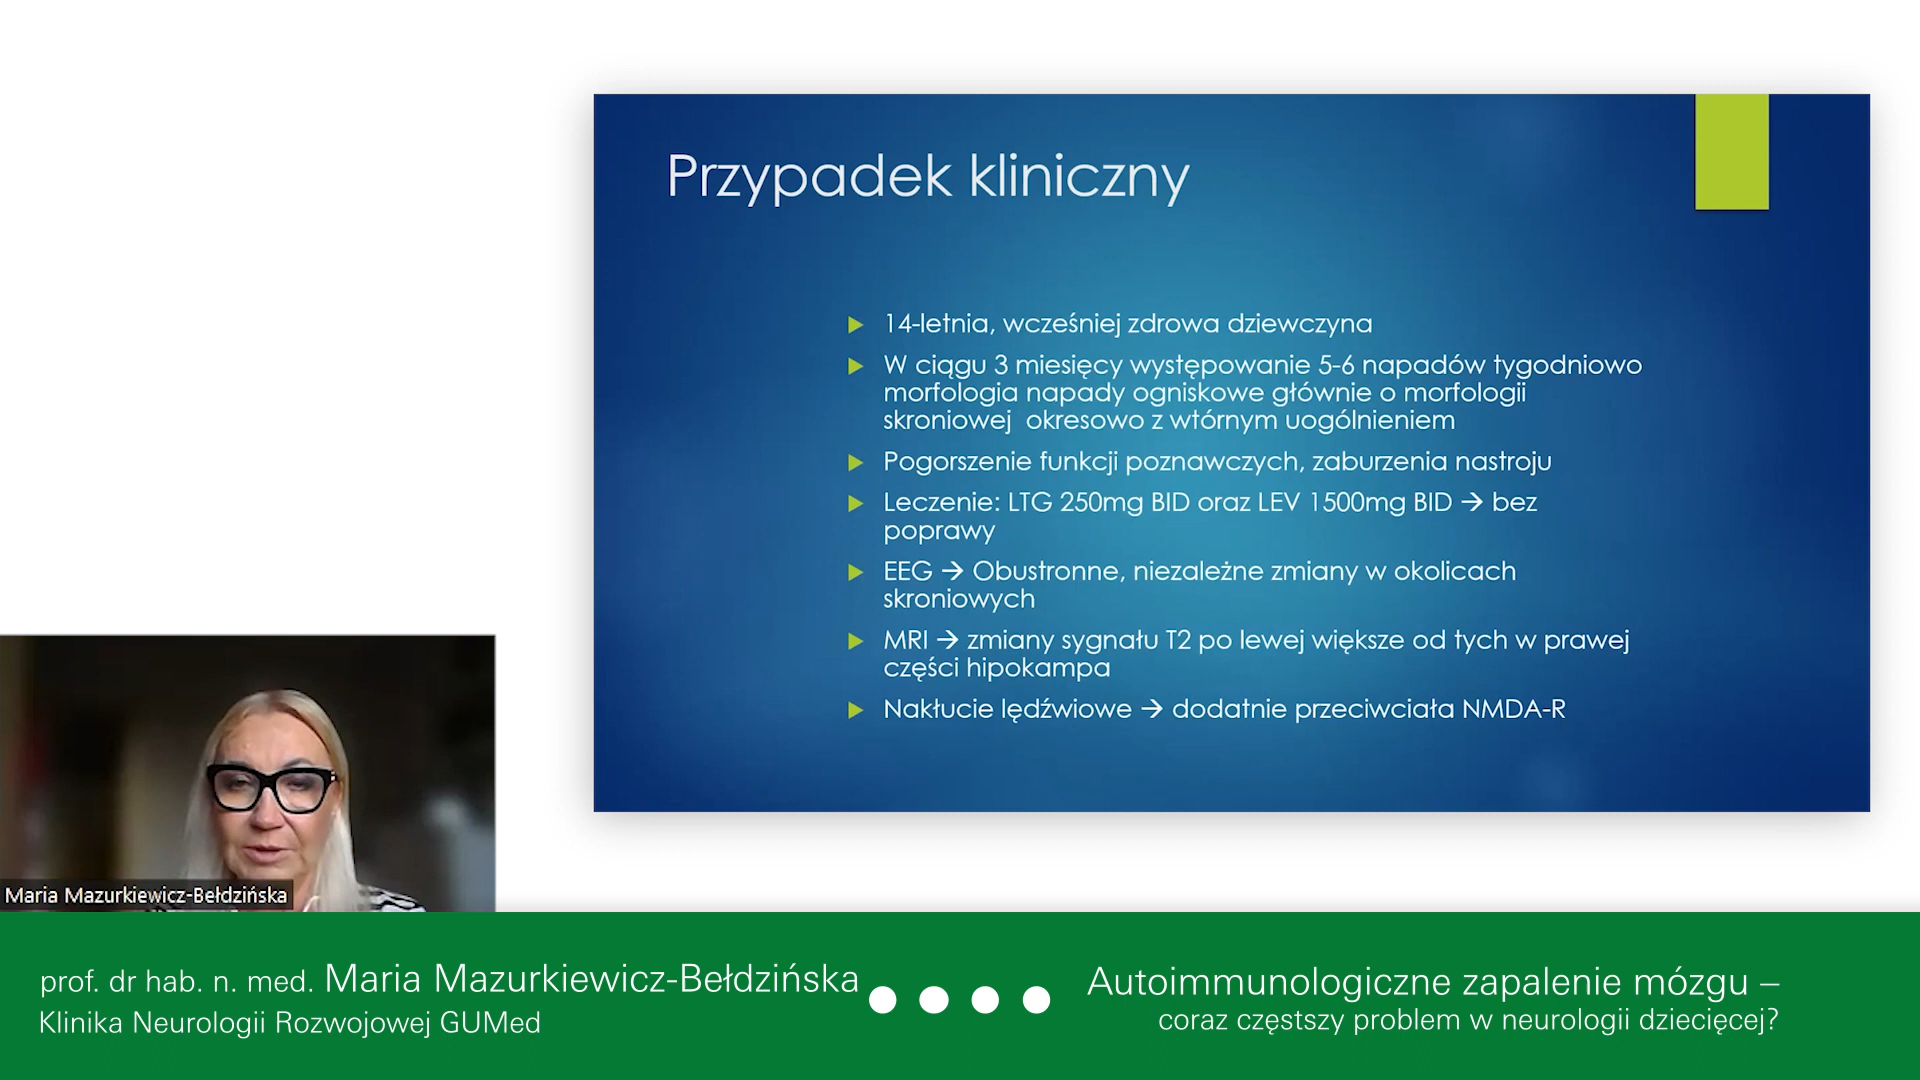 Przypadek kliniczny
14-letnia, wcześniej zdrowa dziewczyna
W ciągu 3 miesięcy występowanie 5-6 napadów tygodniowo
morfologia napady ogniskowe głównie o morfologii
skroniowej okresowo z wtórnym uogólnieniem
Pogorszenie funkcji poznawczych, zaburzenia nastroju
Leczenie: LTG 250mg BID oraz LEV 1500mg BID → bez
poprawy
EEG → Obustronne, niezależne zmiany w okolicach
skroniowych
MRI → zmiany sygnału T2 po lewej większe od tych w prawej
części hipokampa
Nakłucie lędźwiowe → dodatnie przeciwciała NMDA-R
Maria Mazurkiewicz-Bełdzińska
prof. dr hab. n. med. Maria Mazurkiewicz-Bełdzińska
Klinika Neurologii Rozwojowej GUMed
Autoimmunologiczne zapalenie mózgu –
coraz częstszy problem w neurologii dziecięcej?